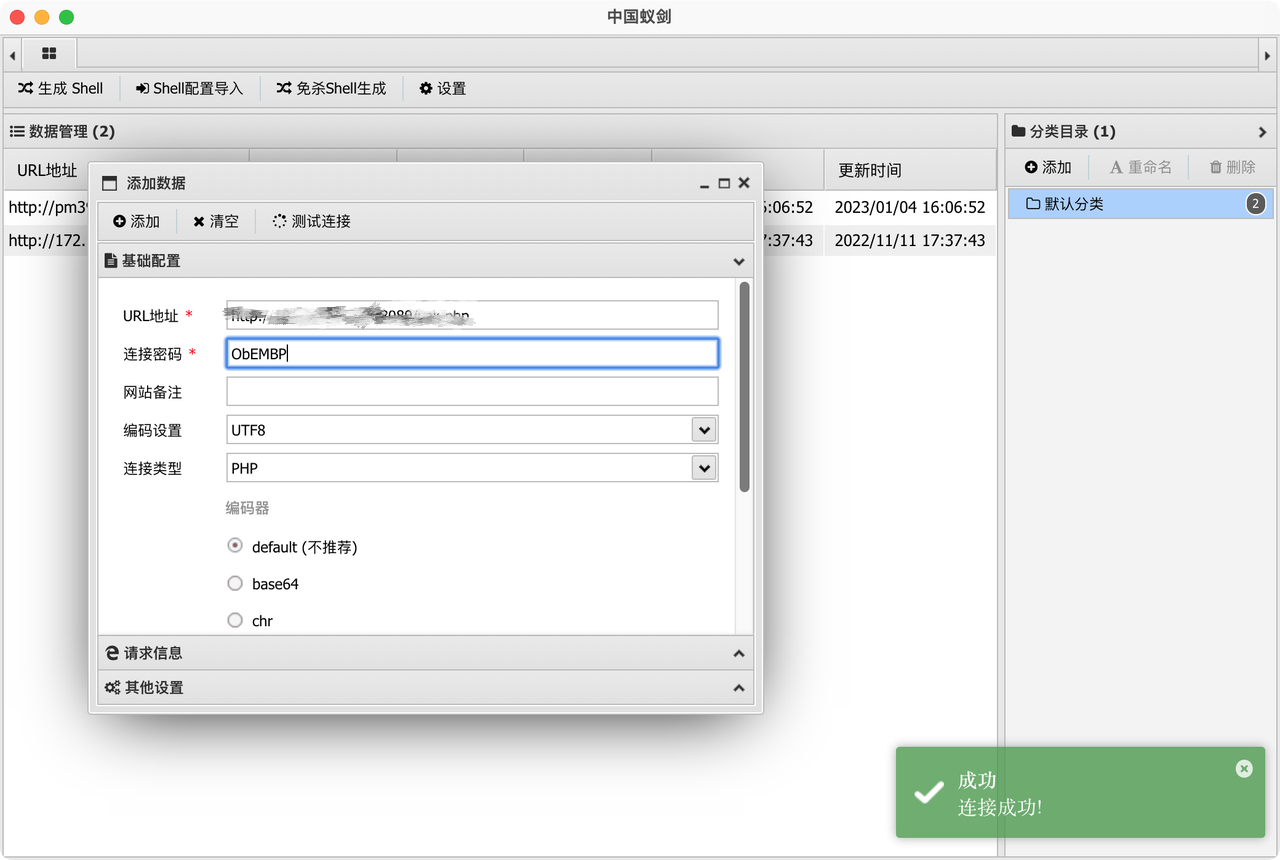 中国蚁剑
生成 Shell Shell配置导入 免杀Shell生成 设置
数据管理 (2)
分类目录 (1)
URL地址 更新时间
添加 重命名 删除
http://pm39 6:06:52 2023/01/04 16:06:52
默认分类 2
http://172. 7:37:43 2022/11/11 17:37:43
添加数据
添加 清空 测试连接
基础配置
URL地址 *
连接密码 * ObEMBP
网站备注
编码设置 UTF8
连接类型 PHP
编码器
default (不推荐)
base64
chr
请求信息
其他设置
成功
连接成功!